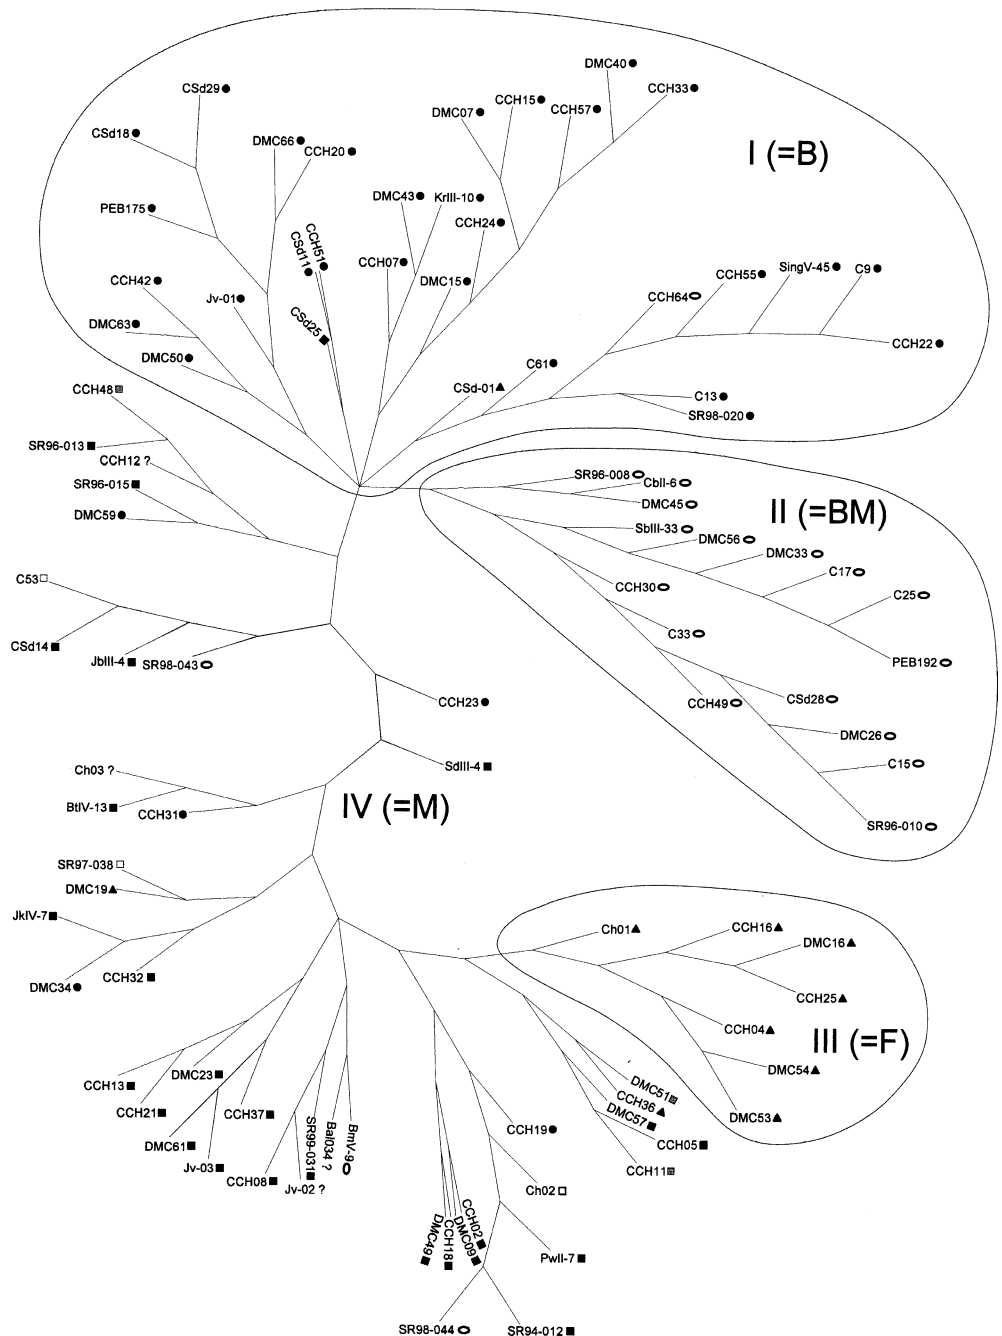 DMC40
CSd29
CCH33
DMC07
CCH15
CCH57
CSd18
DMC66
CCH20
I (=B)
DMC43
KrIII-10
PEB175
CCH24
CCH51
CSd11
CCH07
DMC15
CCH42
Jv-01
CCH55
SingV-45
C9
CCH64
CSd25
DMC63
CCH22
DMC50
C61
CSd-01
CCH48
C13
SR98-020
SR96-013
CCH12 ?
SR96-015
DMC59
SR96-008
CbII-6
DMC45
II (=BM)
SbIII-33
DMC56
DMC33
C17
C53
CCH30
C25
C33
CSd14
JbIII-4
SR98-043
PEB192
CCH23
CCH49
CSd28
DMC26
SdIII-4
C15
Ch03 ?
BtIV-13
CCH31
IV (=M)
SR96-010
SR97-038
DMC19
JkIV-7
DMC34
CCH32
Ch01
CCH16
DMC16
CCH25
CCH04
III (=F)
DMC54
DMC53
CCH13
DMC23
CCH21
CCH37
DMC61
Jv-03
CCH08
Jv-02 ?
SR99-031
Bal034 ?
BmV-9
DMC51
CCH36
DMC57
CCH05
CCH11
CCH19
Ch02
CCH02
DMC09
CCH18
DMC49
PwII-7
SR98-044
SR94-012